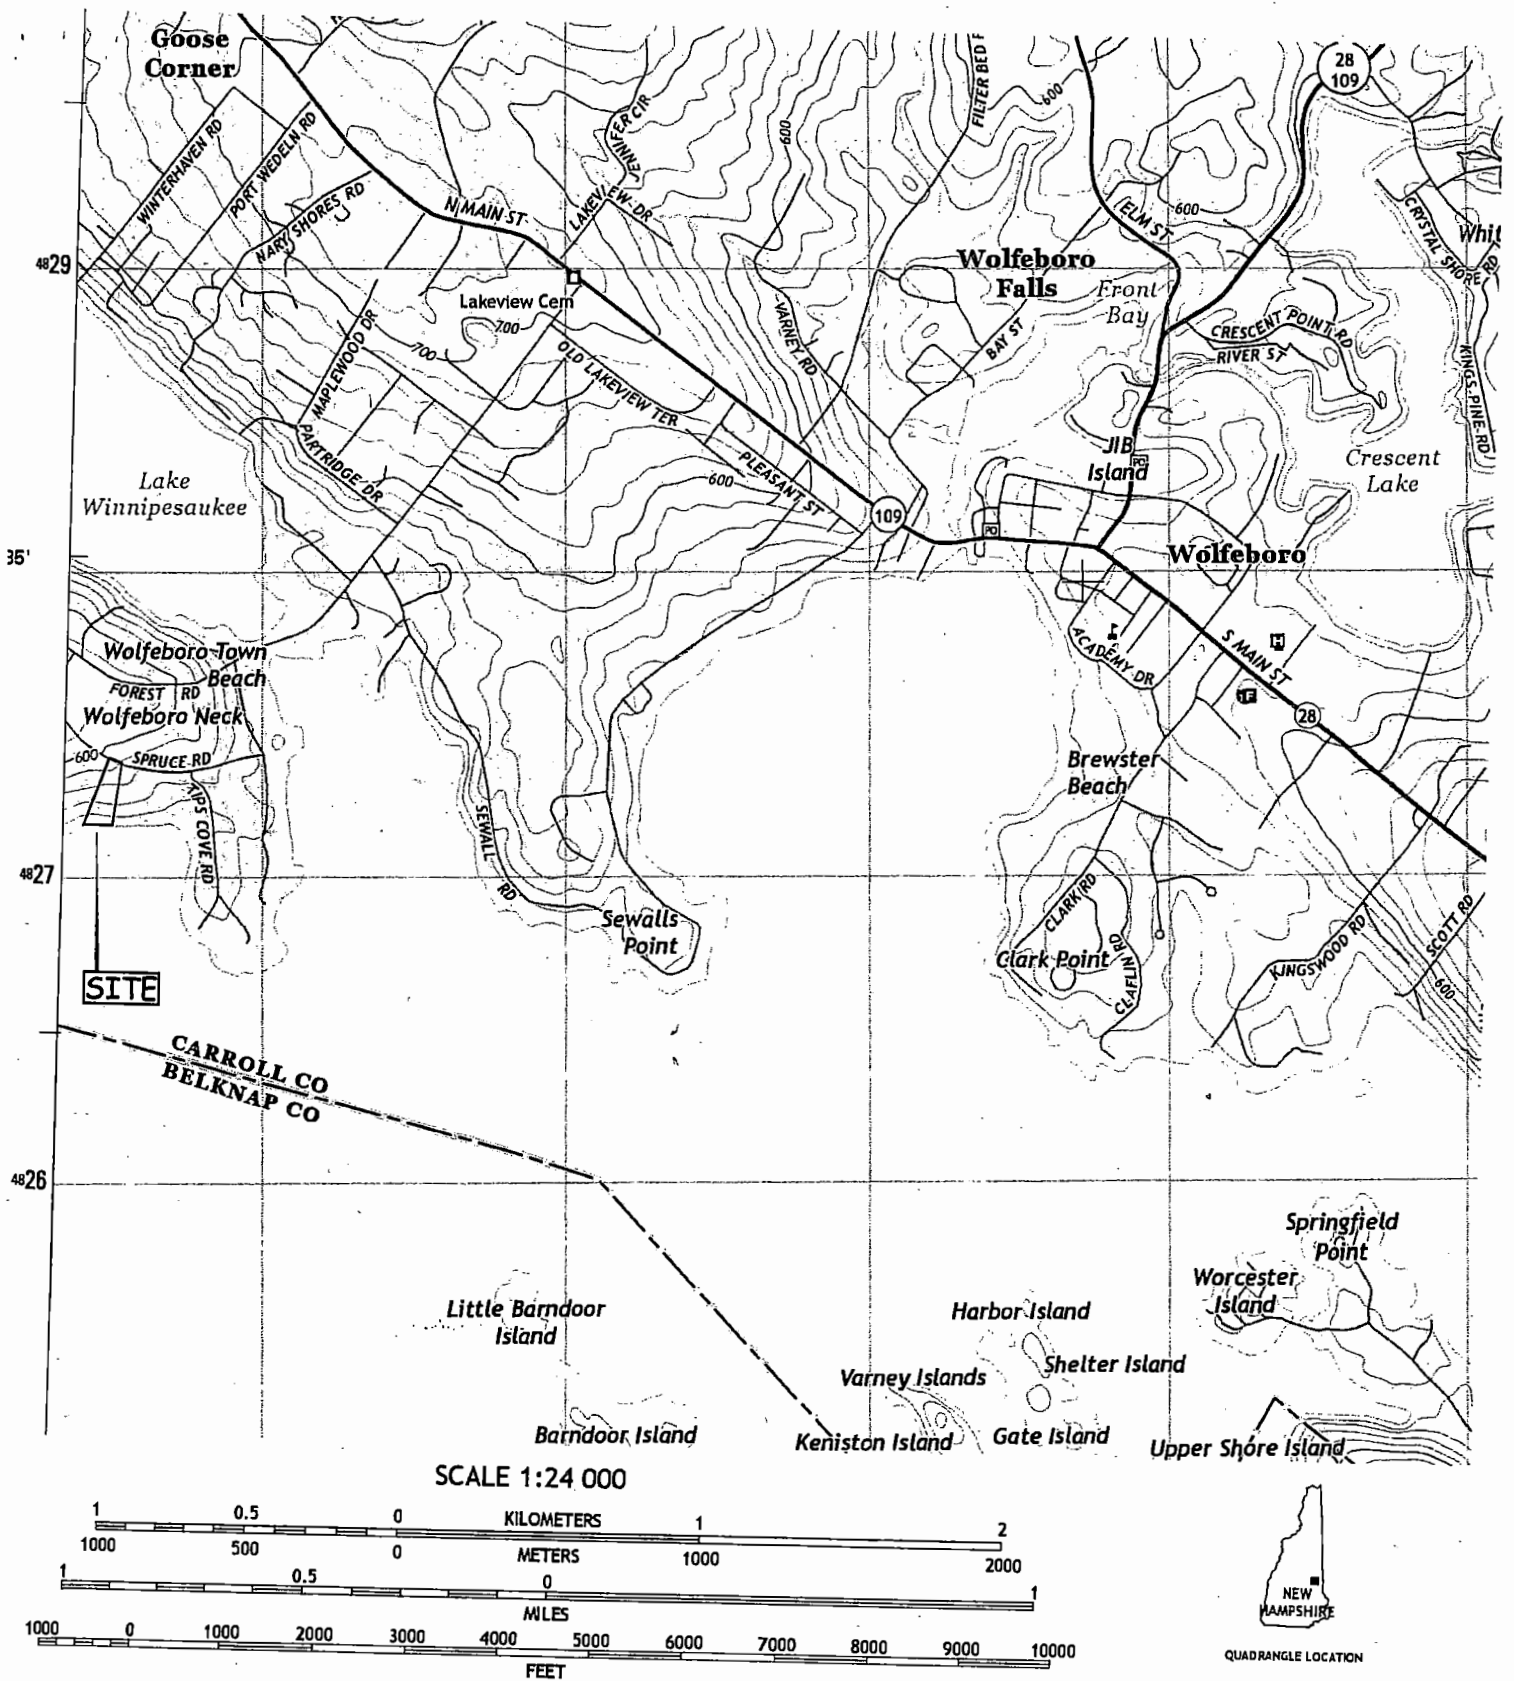 Goose
Corner
28
109
FILTER BED
600
600
WINTERHAVEN RD
PORT WEDELN RD
JENNIFER CIR
NARY SHORES RD
N MAIN ST
LAKEVIEW DR
ELM ST
600
CRYSTAL SHORE RD
Whit
4829
Wolfeboro
Falls
Front
Bay
Lakeview Cem
700
700
MAPLEWOOD DR
OLD LAKEVIEW TER
VARNEY RD
BAY ST
CRESCENT POINT RD
RIVER ST
KINGS PINE RD
PARTRIDGE DR
JIB
Island
PO
Crescent
Lake
Lake
Winnipesaukee
600
PLEASANT ST
109
PO
35'
Wolfeboro
Wolfeboro Town
Beach
FOREST RD
Wolfeboro Neck
ACADEMY DR
S MAIN ST
H
F
28
600
SPRUCE RD
TIPS COVE RD
SEWALL RD
Brewster
Beach
4827
Sewalls
Point
CLARK RD
Clark Point
CLAFLIN RD
KINGSWOOD RD
SCOTT RD
600
SITE
CARROLL CO
BELKNAP CO
4826
Springfield
Point
Worcester
Island
Little Barndoor
Island
Harbor Island
Shelter Island
Varney Islands
Barndoor Island
Keniston Island
Gate Island
Upper Shore Island
SCALE 1:24 000
1 0.5 0 KILOMETERS 1 2
1000 500 0 METERS 1000 2000
1 0.5 0 1
MILES
1000 0 1000 2000 3000 4000 5000 6000 7000 8000 9000 10000
FEET
NEW
HAMPSHIRE
QUADRANGLE LOCATION